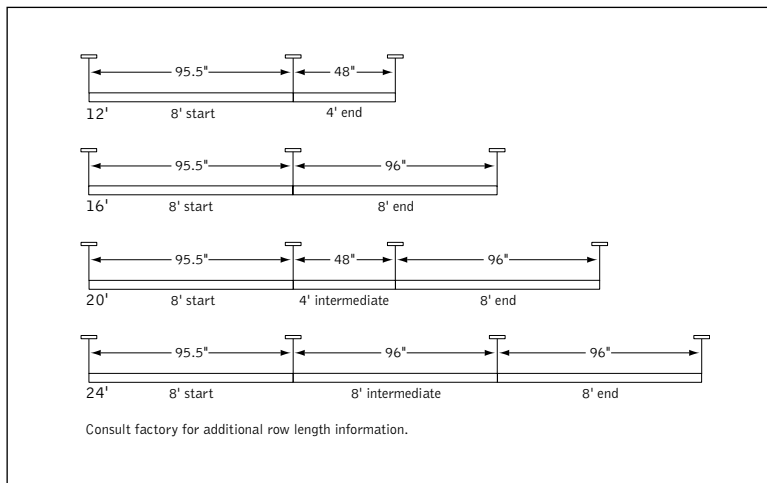 95.5" 48"
12' 8' start 4' end
95.5" 96"
16' 8' start 8' end
95.5" 48" 96"
20' 8' start 4' intermediate 8' end
95.5" 96" 96"
24' 8' start 8' intermediate 8' end
Consult factory for additional row length information.